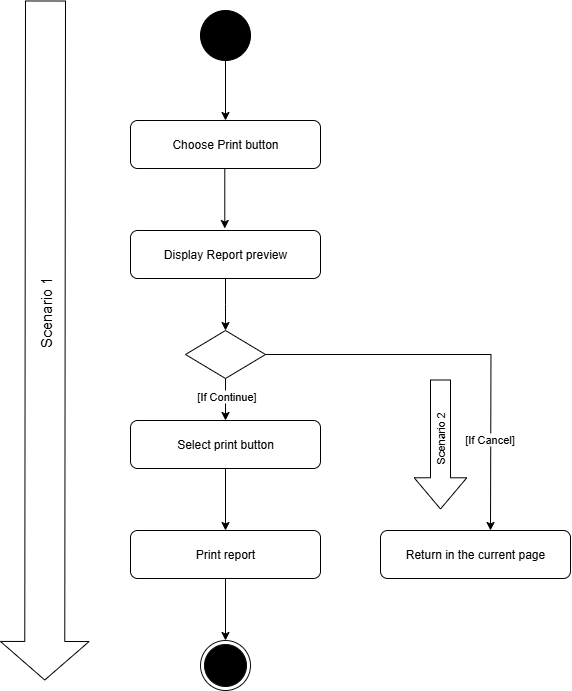 Choose Print button
Display Report preview
Scenario 1
[If Continue]
Scenario 2
[If Cancel]
Select print button
Print report
Return in the current page